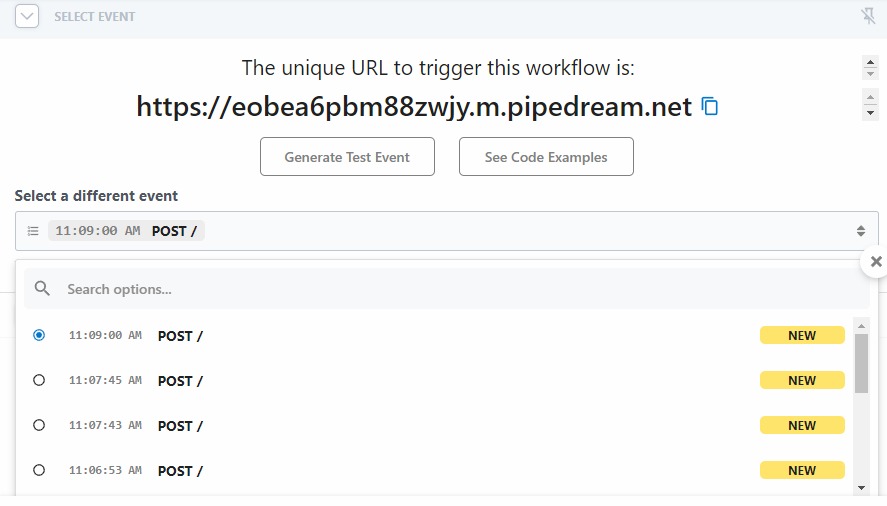 SELECT EVENT
The unique URL to trigger this workflow is:
https://eobea6pbm88zwjy.m.pipedream.net
Generate Test Event See Code Examples
Select a different event
11:09:00 AM POST /
Search options...
11:09:00 AM POST / NEW
11:07:45 AM POST / NEW
11:07:43 AM POST / NEW
11:06:53 AM POST / NEW